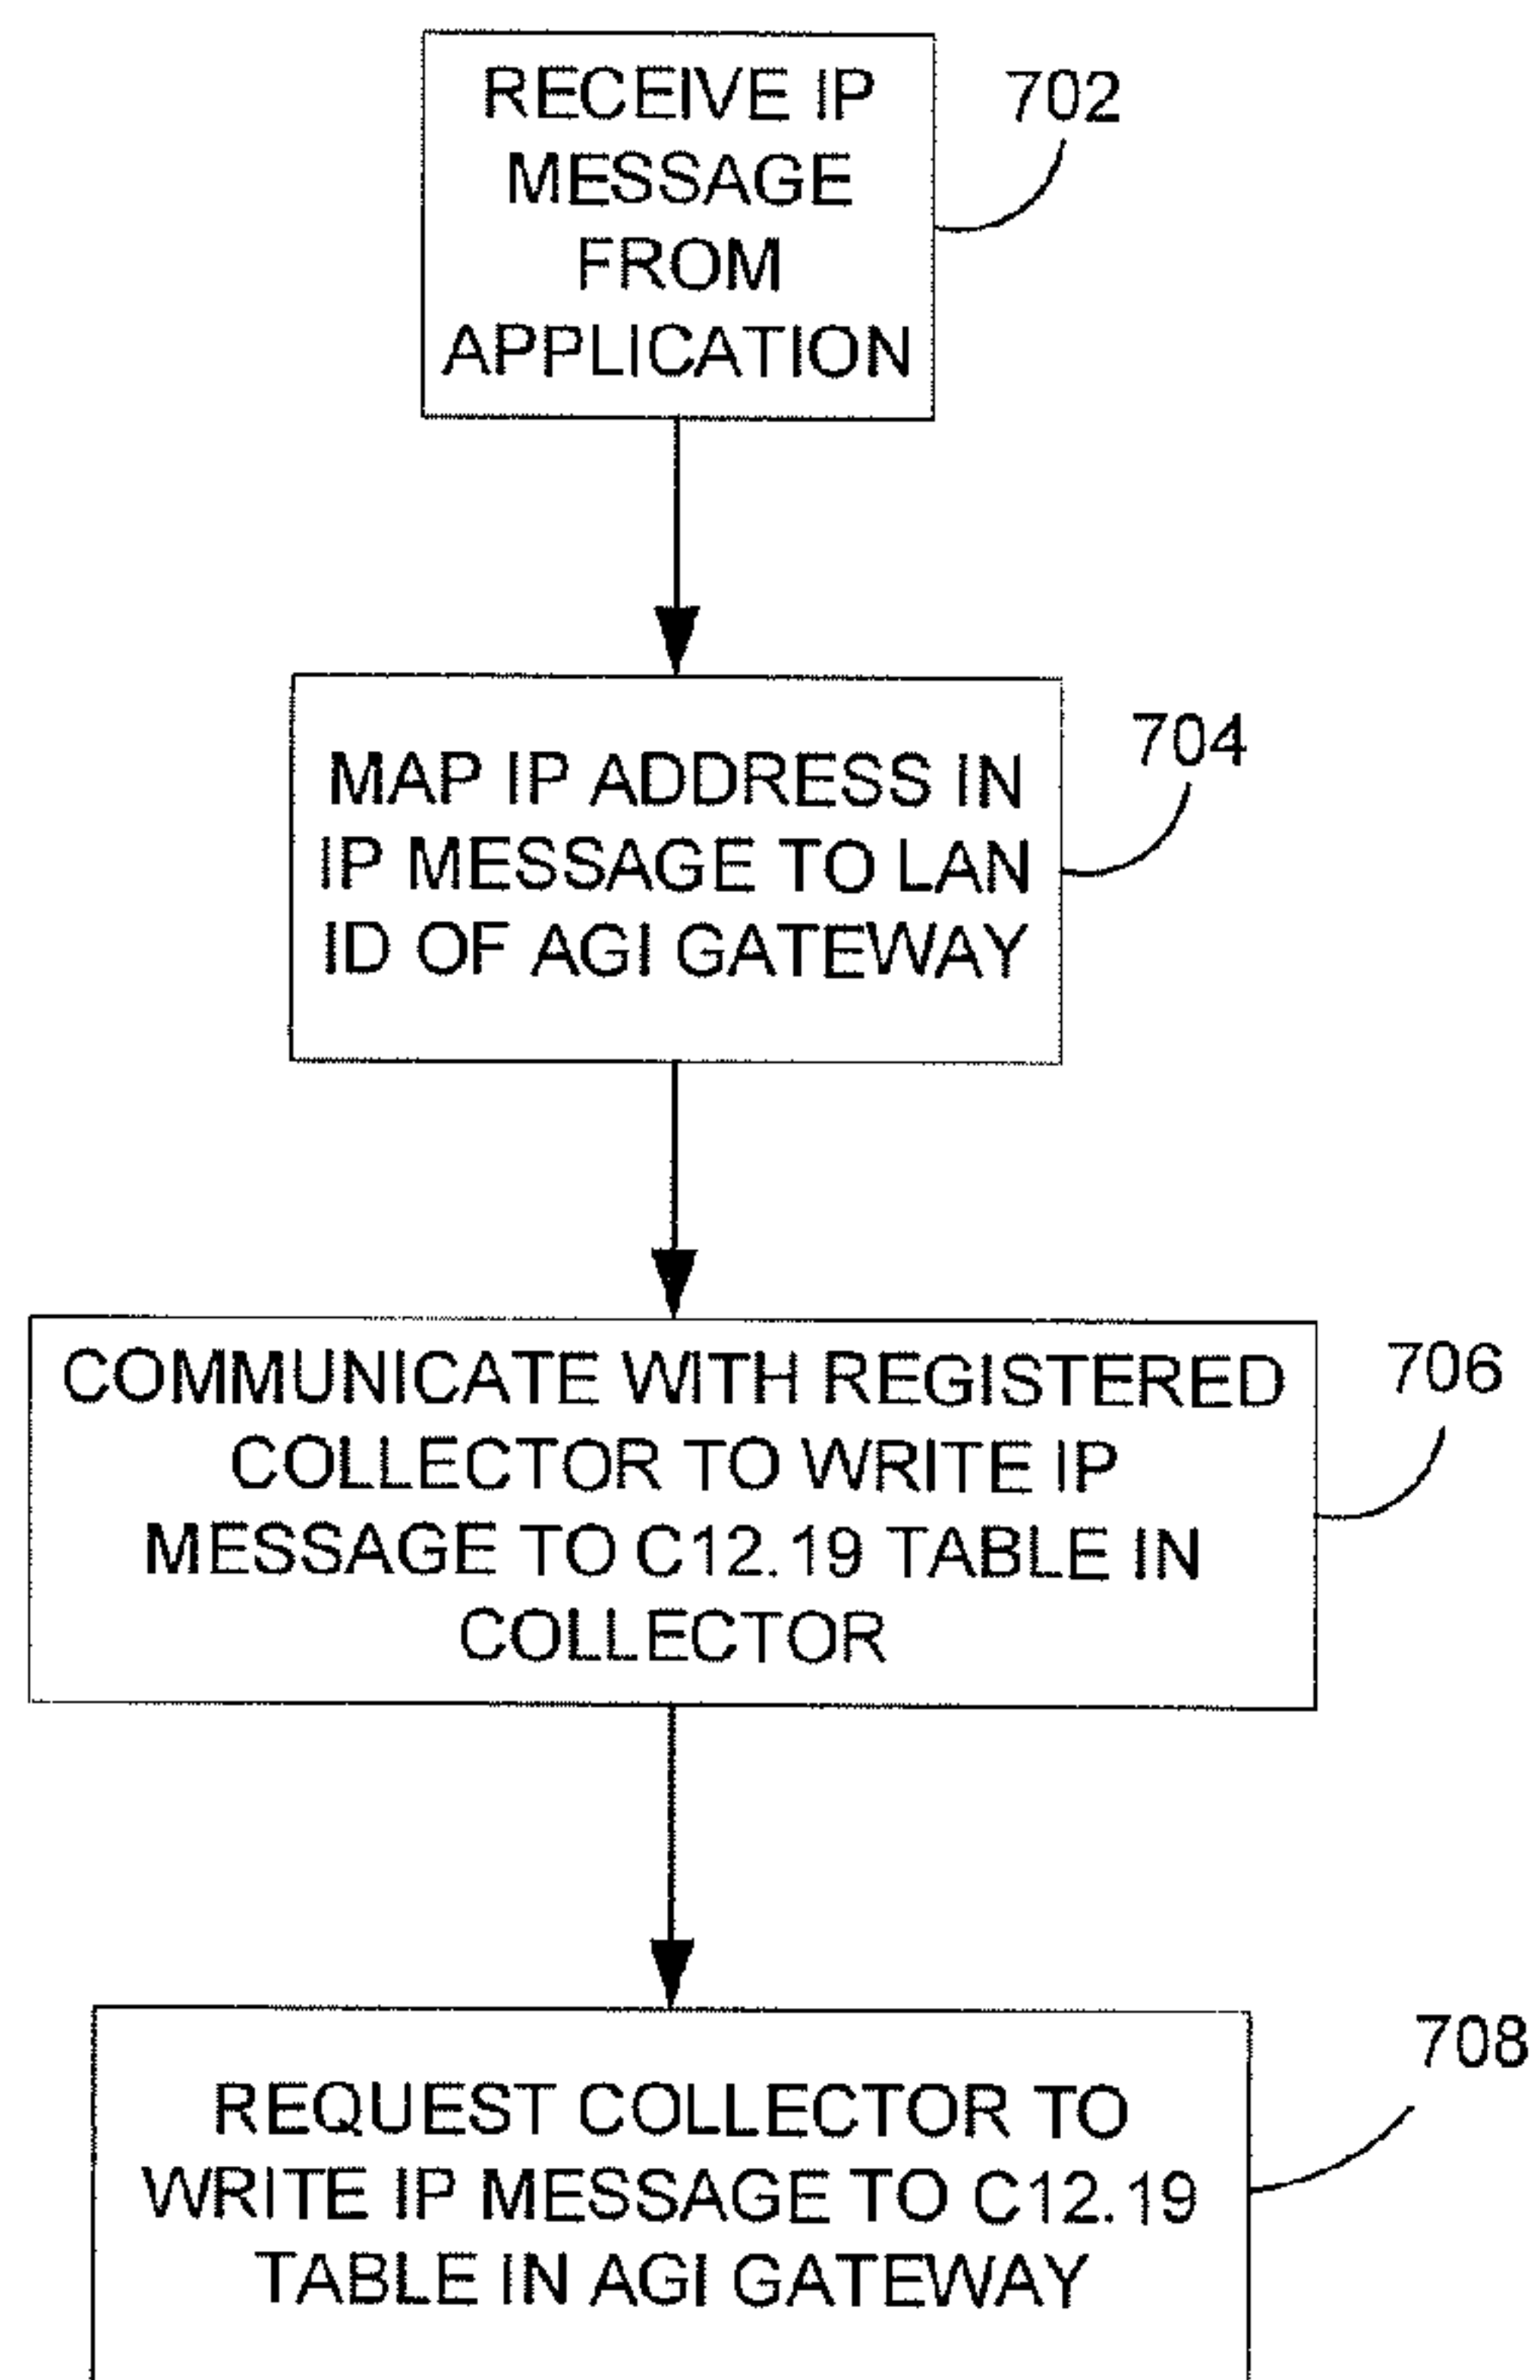 RECEIVE IP
MESSAGE
FROM
APPLICATION
702
MAP IP ADDRESS IN
IP MESSAGE TO LAN
ID OF AGI GATEWAY
704
COMMUNICATE WITH REGISTERED
COLLECTOR TO WRITE IP
MESSAGE TO C12.19 TABLE IN
COLLECTOR
706
REQUEST COLLECTOR TO
WRITE IP MESSAGE TO C12.19
TABLE IN AGI GATEWAY
708